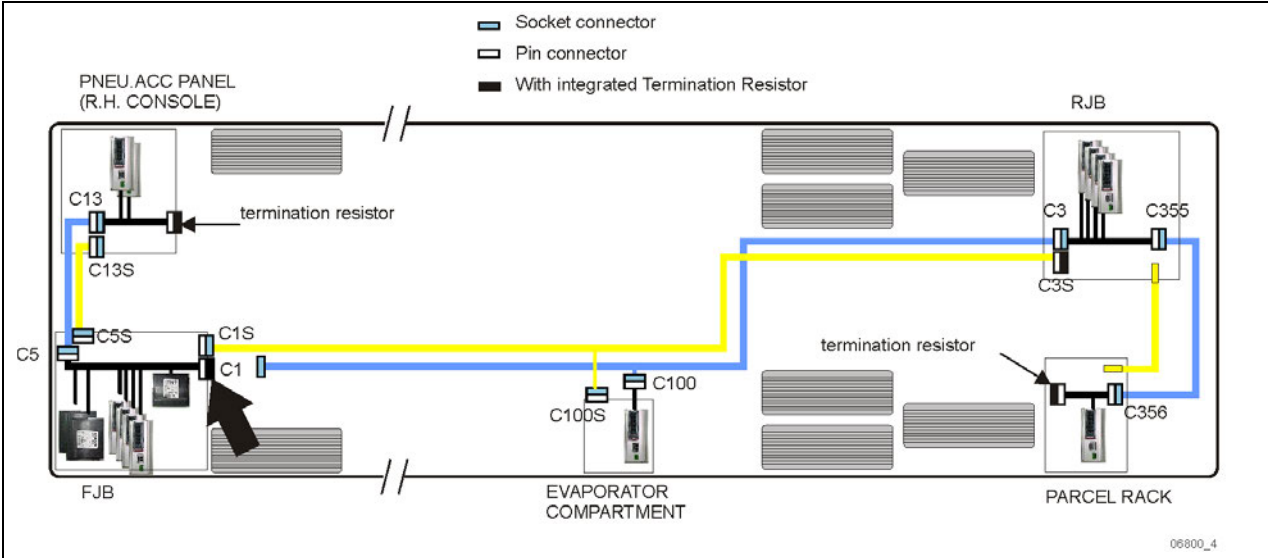 Socket connector
Pin connector
With integrated Termination Resistor
PNEU.ACC PANEL
(R.H. CONSOLE)
RJB
C13
termination resistor
C3
C355
C13S
C3S
C5S
C1S
C5
C1
termination resistor
C100
C100S
C356
FJB
EVAPORATOR
COMPARTMENT
PARCEL RACK
06800_4